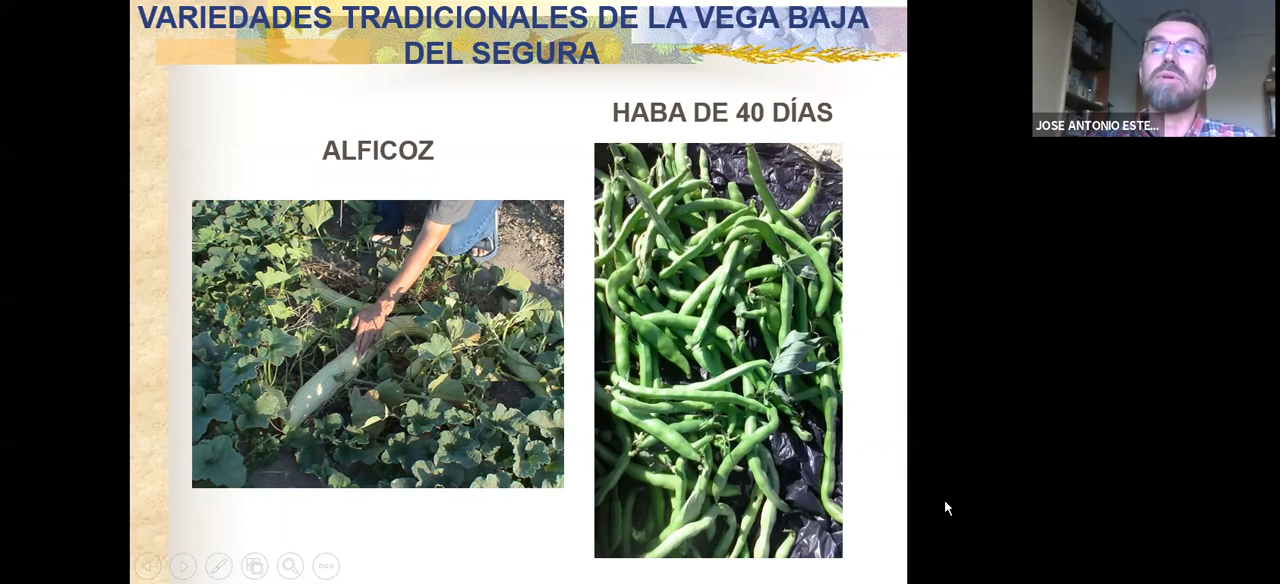 VARIEDADES TRADICIONALES DE LA VEGA BAJA
DEL SEGURA
HABA DE 40 DÍAS
ALFICOZ
JOSE ANTONIO ESTE...